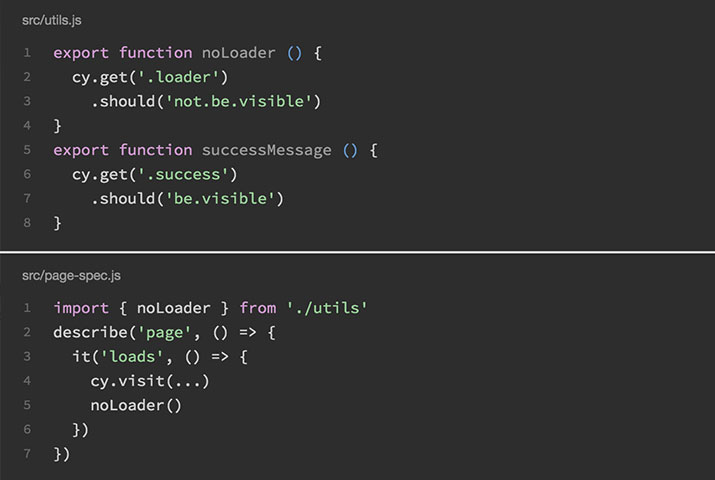 src/utils.js
1 export function noLoader () {
2   cy.get('.loader')
3     .should('not.be.visible')
4 }
5 export function successMessage () {
6   cy.get('.success')
7     .should('be.visible')
8 }
src/page-spec.js
1 import { noLoader } from './utils'
2 describe('page', () => {
3   it('loads', () => {
4     cy.visit(...)
5     noLoader()
6   })
7 })